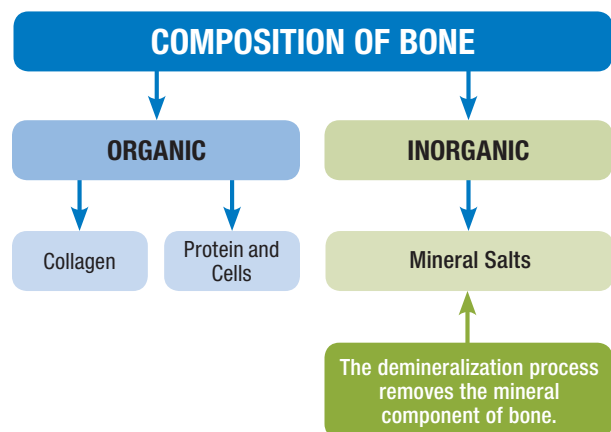 COMPOSITION OF BONE
ORGANIC
INORGANIC
Collagen
Protein and
Cells
Mineral Salts
The demineralization process
removes the mineral
component of bone.